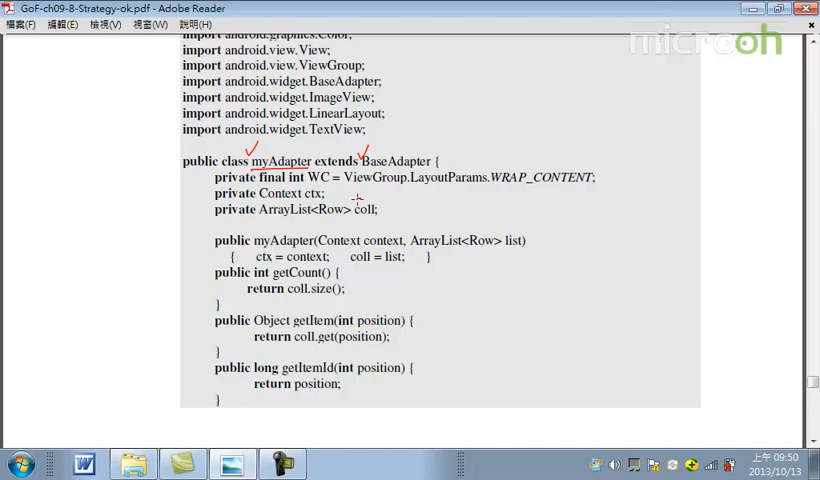 GoF-ch09-8-Strategy-ok.pdf - Adobe Reader
檔案(F) 編輯(E) 檢視(V) 視窗(W) 說明(H)
microoh
import android.graphics.Color;
import android.view.View;
import android.view.ViewGroup;
import android.widget.BaseAdapter;
import android.widget.ImageView;
import android.widget.LinearLayout;
import android.widget.TextView;
public class myAdapter extends BaseAdapter {
private final int WC = ViewGroup.LayoutParams.WRAP_CONTENT;
private Context ctx;
private ArrayList<Row> coll;
public myAdapter(Context context, ArrayList<Row> list)
{ ctx = context; coll = list; }
public int getCount() {
return coll.size();
}
public Object getItem(int position) {
return coll.get(position);
}
public long getItemId(int position) {
return position;
}
上午 09:50
2013/10/13